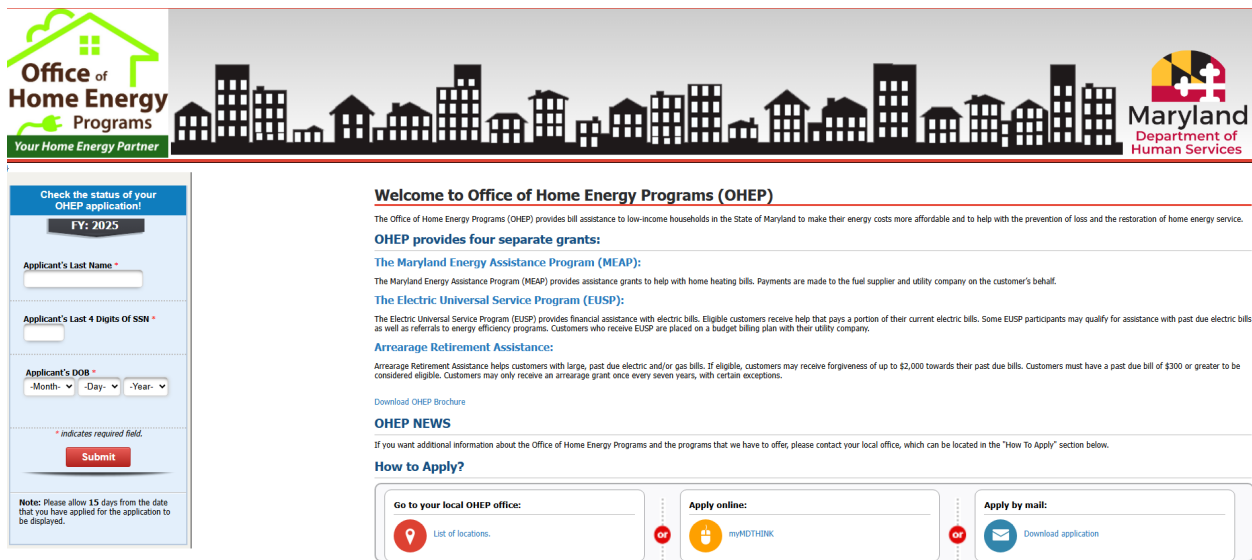 Office of
Home Energy
Programs
Your Home Energy Partner
Maryland
Department of
Human Services
Check the status of your
OHEP application!
FY: 2025
Applicant's Last Name *
Applicant's Last 4 Digits Of SSN *
Applicant's DOB *
-Month- -Day- -Year-
* indicates required field.
Submit
Note: Please allow 15 days from the date
that you have applied for the application to
be displayed.
Welcome to Office of Home Energy Programs (OHEP)
The Office of Home Energy Programs (OHEP) provides bill assistance to low-income households in the State of Maryland to make their energy costs more affordable and to help with the prevention of loss and the restoration of home energy service.
OHEP provides four separate grants:
The Maryland Energy Assistance Program (MEAP):
The Maryland Energy Assistance Program (MEAP) provides assistance grants to help with home heating bills. Payments are made to the fuel supplier and utility company on the customer's behalf.
The Electric Universal Service Program (EUSP):
The Electric Universal Service Program (EUSP) provides financial assistance with electric bills. Eligible customers receive help that pays a portion of their current electric bills. Some EUSP participants may qualify for assistance with past due electric bills
as well as referrals to energy efficiency programs. Customers who receive EUSP are placed on a budget billing plan with their utility company.
Arrearage Retirement Assistance:
Arrearage Retirement Assistance helps customers with large, past due electric and/or gas bills. If eligible, customers may receive forgiveness of up to $2,000 towards their past due bills. Customers must have a past due bill of $300 or greater to be
considered eligible. Customers may only receive an arrearage grant once every seven years, with certain exceptions.
Download OHEP Brochure
OHEP NEWS
If you want additional information about the Office of Home Energy Programs and the programs that we have to offer, please contact your local office, which can be located in the "How To Apply" section below.
How to Apply?
Go to your local OHEP office:
List of locations.
or
Apply online:
myMDTHINK
or
Apply by mail:
Download application